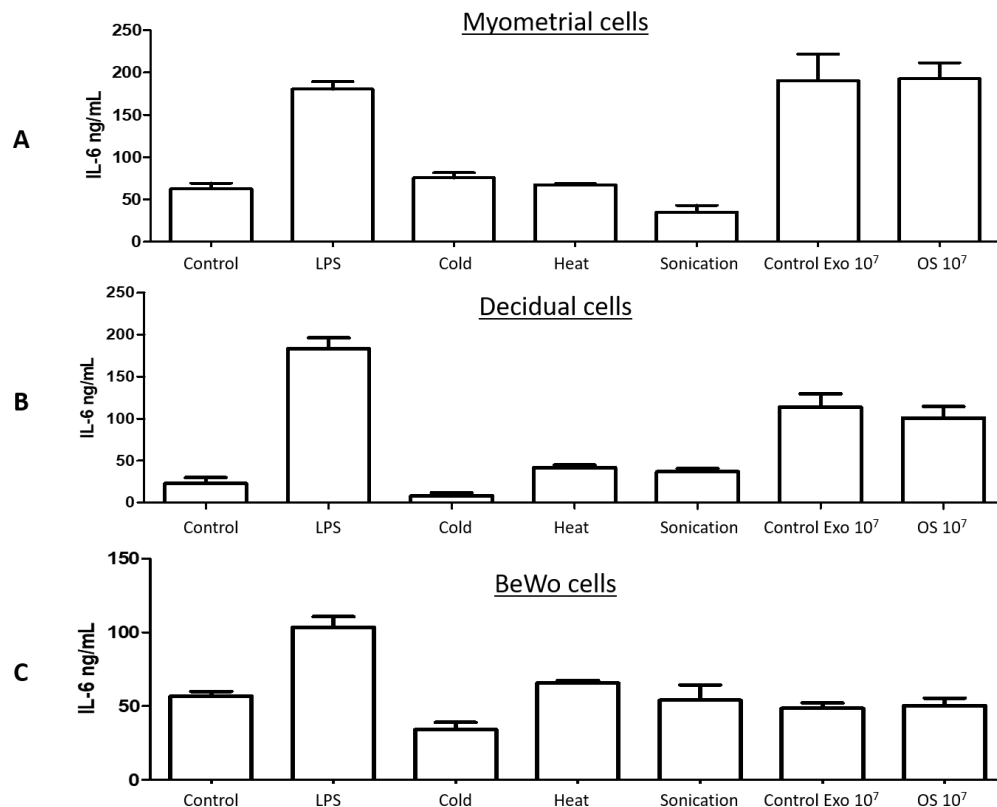 Myometrial cells
A
IL-6 ng/mL
250
200
150
100
50
0
Control LPS Cold Heat Sonication Control Exo 10⁷ OS 10⁷
Decidual cells
B
IL-6 ng/mL
250
200
150
100
50
0
Control LPS Cold Heat Sonication Control Exo 10⁷ OS 10⁷
BeWo cells
C
IL-6 ng/mL
150
100
50
0
Control LPS Cold Heat Sonication Control Exo 10⁷ OS 10⁷